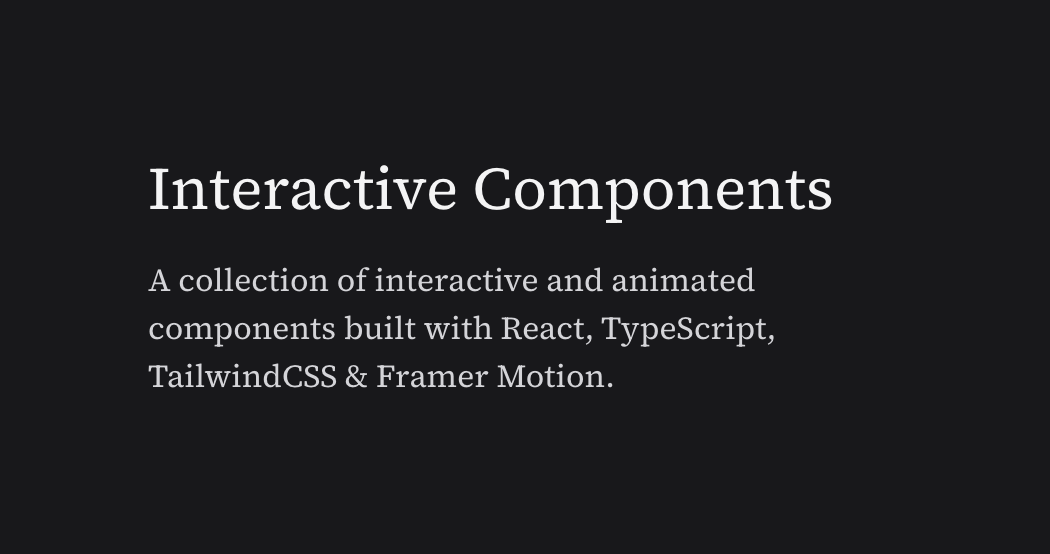 Interactive Components
A collection of interactive and animated
components built with React, TypeScript,
TailwindCSS & Framer Motion.